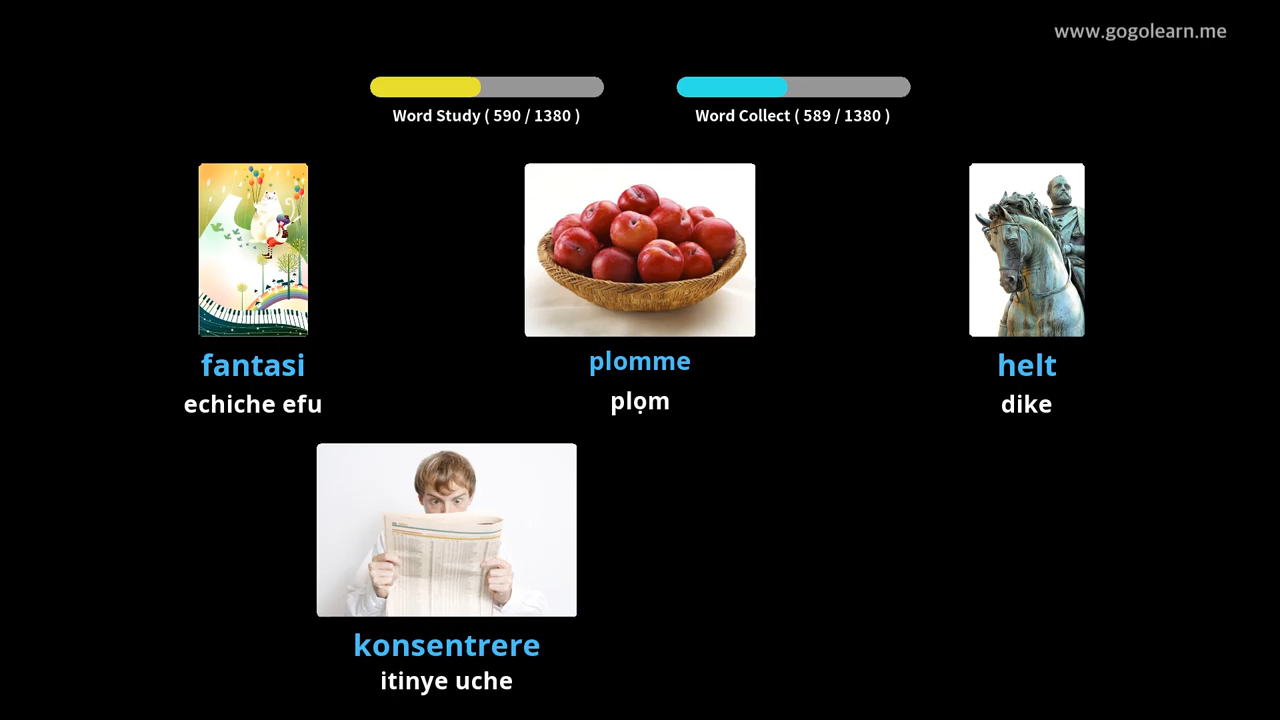 www.gogolearn.me
Word Study ( 590 / 1380 )
Word Collect ( 589 / 1380 )
fantasi
echiche efu
plomme
plọm
helt
dike
konsentrere
itinye uche